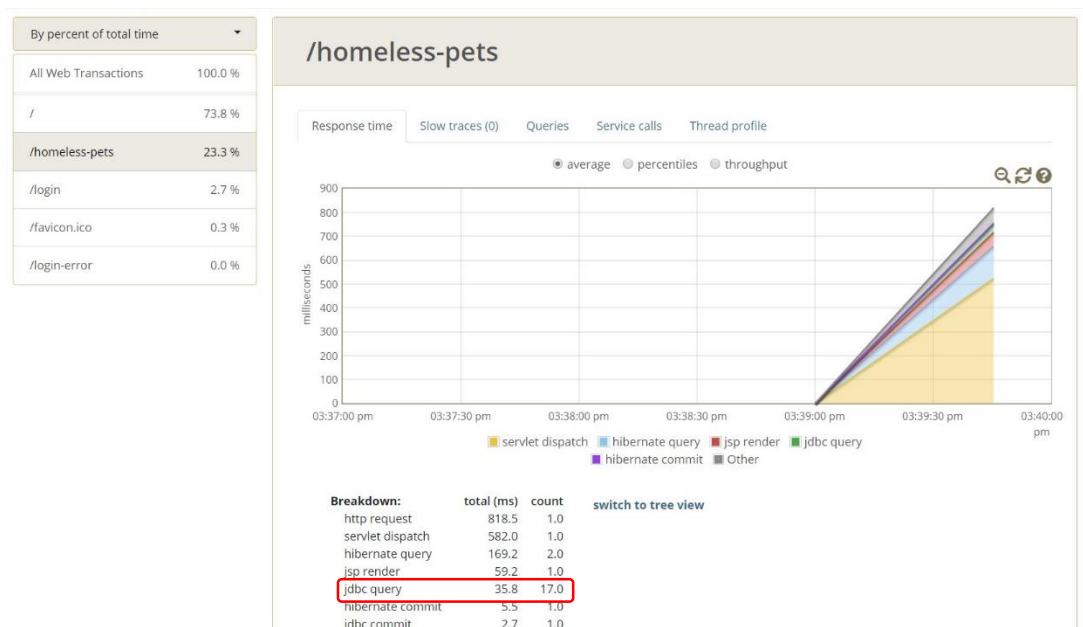 By percent of total time
All Web Transactions 100.0 %
/ 73.8 %
/homeless-pets 23.3 %
/login 2.7 %
/favicon.ico 0.3 %
/login-error 0.0 %
/homeless-pets
Response time Slow traces (0) Queries Service calls Thread profile
average percentiles throughput
900
800
700
600
500
400
300
200
100
0
milliseconds
03:37:00 pm 03:37:30 pm 03:38:00 pm 03:38:30 pm 03:39:00 pm 03:39:30 pm 03:40:00 pm
servlet dispatch hibernate query jsp render jdbc query
hibernate commit Other
Breakdown: total (ms) count switch to tree view
http request 818.5 1.0
servlet dispatch 582.0 1.0
hibernate query 169.2 2.0
jsp render 59.2 1.0
jdbc query 35.8 17.0
hibernate commit 5.5 1.0
jdbc commit 2.7 1.0